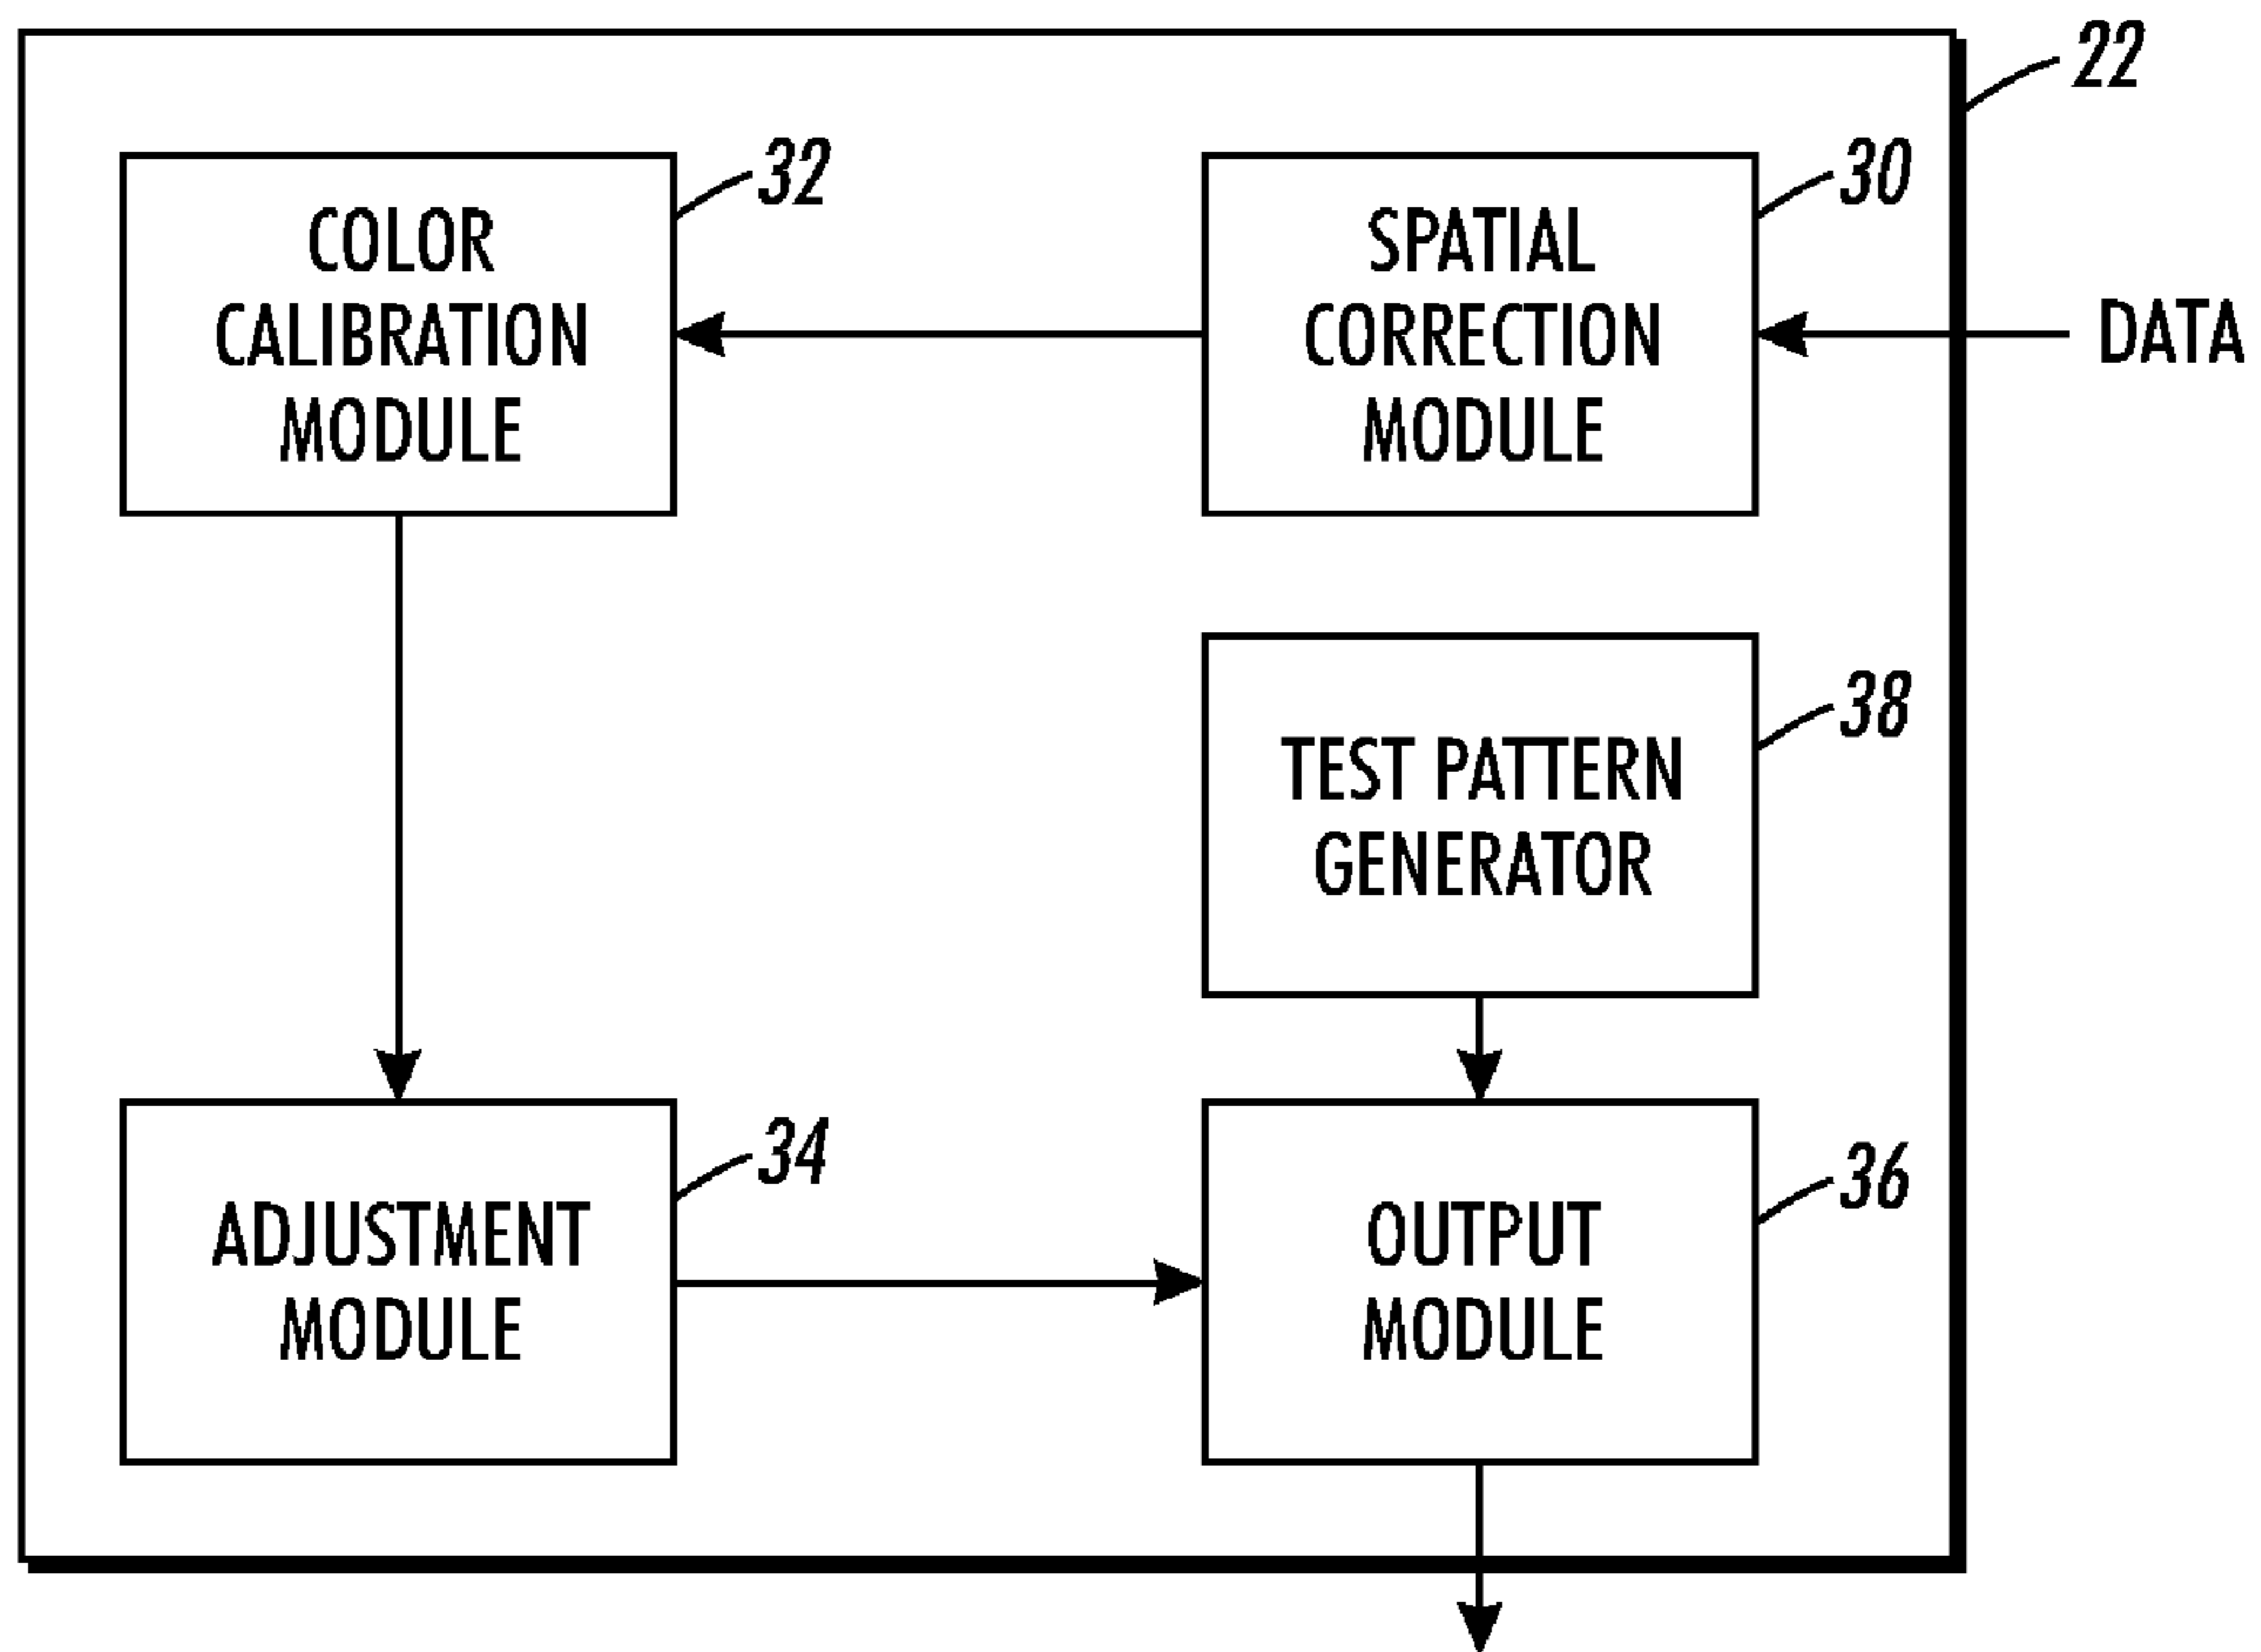 22
32
COLOR
CALIBRATION
MODULE
30
SPATIAL
CORRECTION
MODULE
DATA
38
TEST PATTERN
GENERATOR
34
ADJUSTMENT
MODULE
36
OUTPUT
MODULE